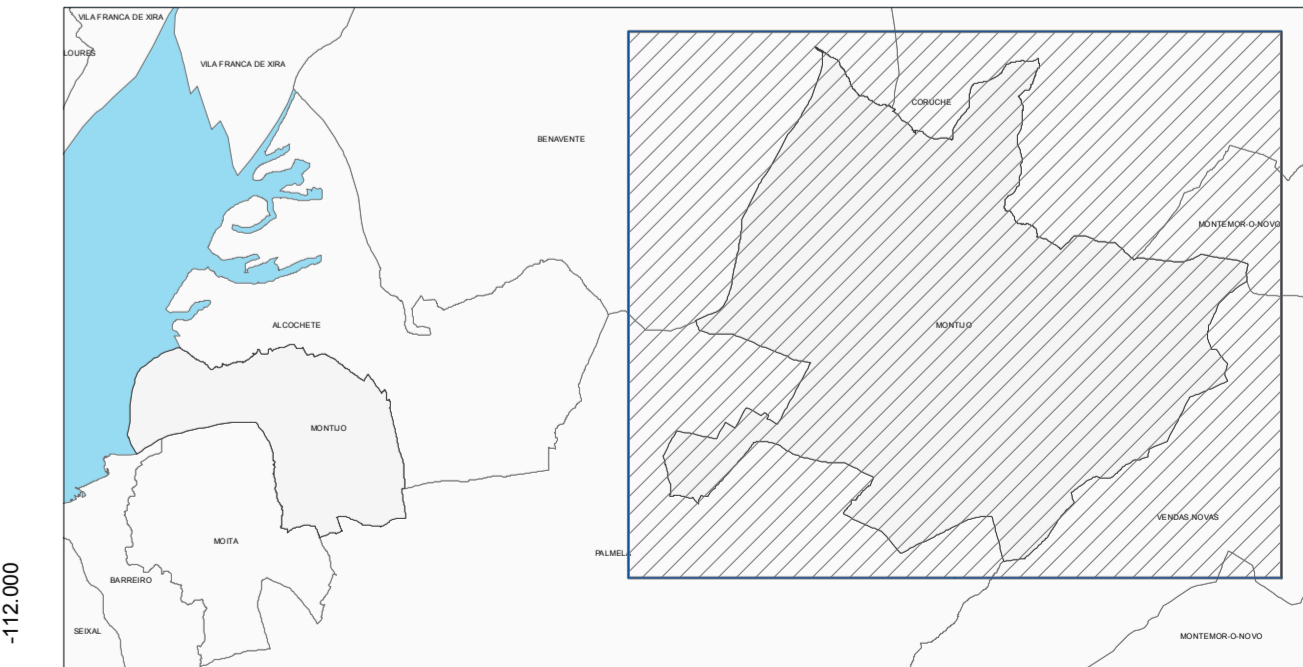 VILA FRANCA DE XIRA
LOURES
VILA FRANCA DE XIRA
CORUCHE
BENAVENTE
MONTEMOR-O-NOVO
ALCOCHETE
MONTIJO
MONTIJO
VENDAS NOVAS
MOITA
PALMELA
BARREIRO
-112.000
SEIXAL
MONTEMOR-O-NOVO